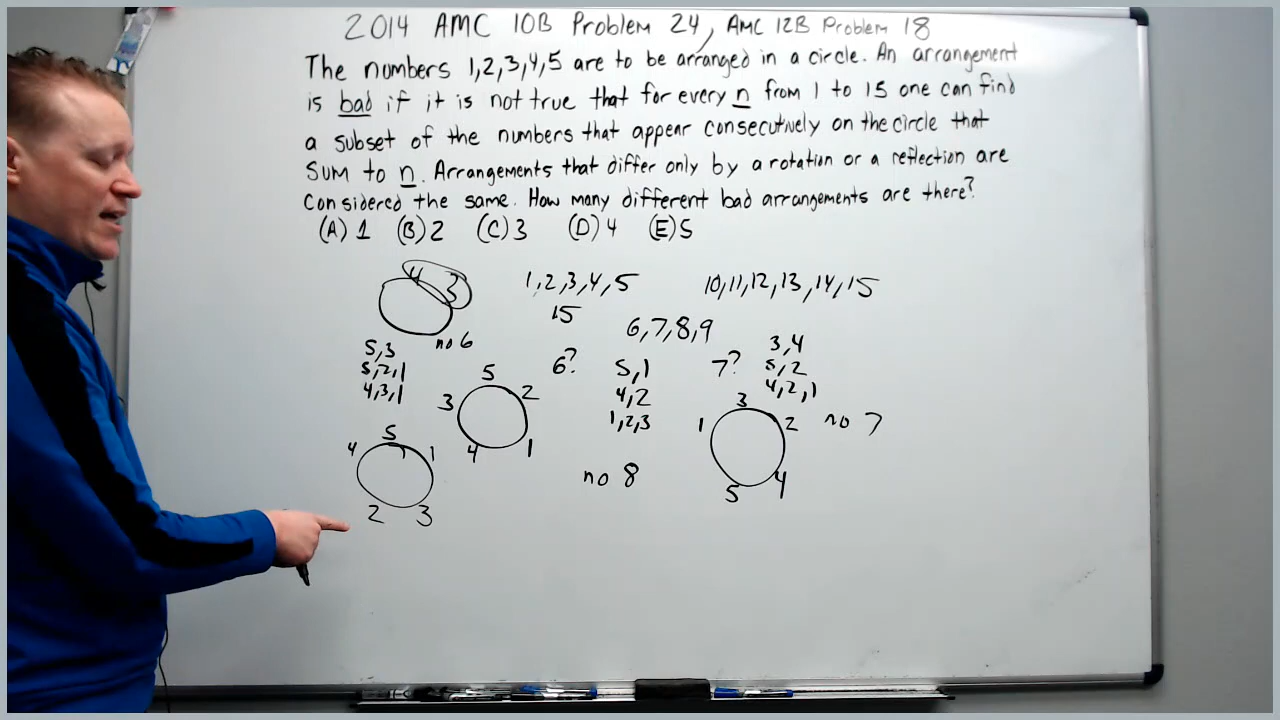 2014 AMC 10B Problem 24, AMC 12B Problem 18
The numbers 1,2,3,4,5 are to be arranged in a circle. An arrangement
is bad if it is not true that for every n from 1 to 15 one can find
a subset of the numbers that appear consecutively on the circle that
Sum to n. Arrangements that differ only by a rotation or a reflection are
Considered the same. How many different bad arrangements are there?
(A) 1 (B) 2 (C) 3 (D) 4 (E) 5
4 3
1,2,3,4,5
15
10,11,12,13,14,15
6,7,8,9
no 6
5,3
5,2,1
4,3,1
5
3 2
4 1
6?
5,1
4,2
1,2,3
7?
3,4
5,2
4,2,1
3
1 2
5 4
no 7
5
4 1
2 3
no 8